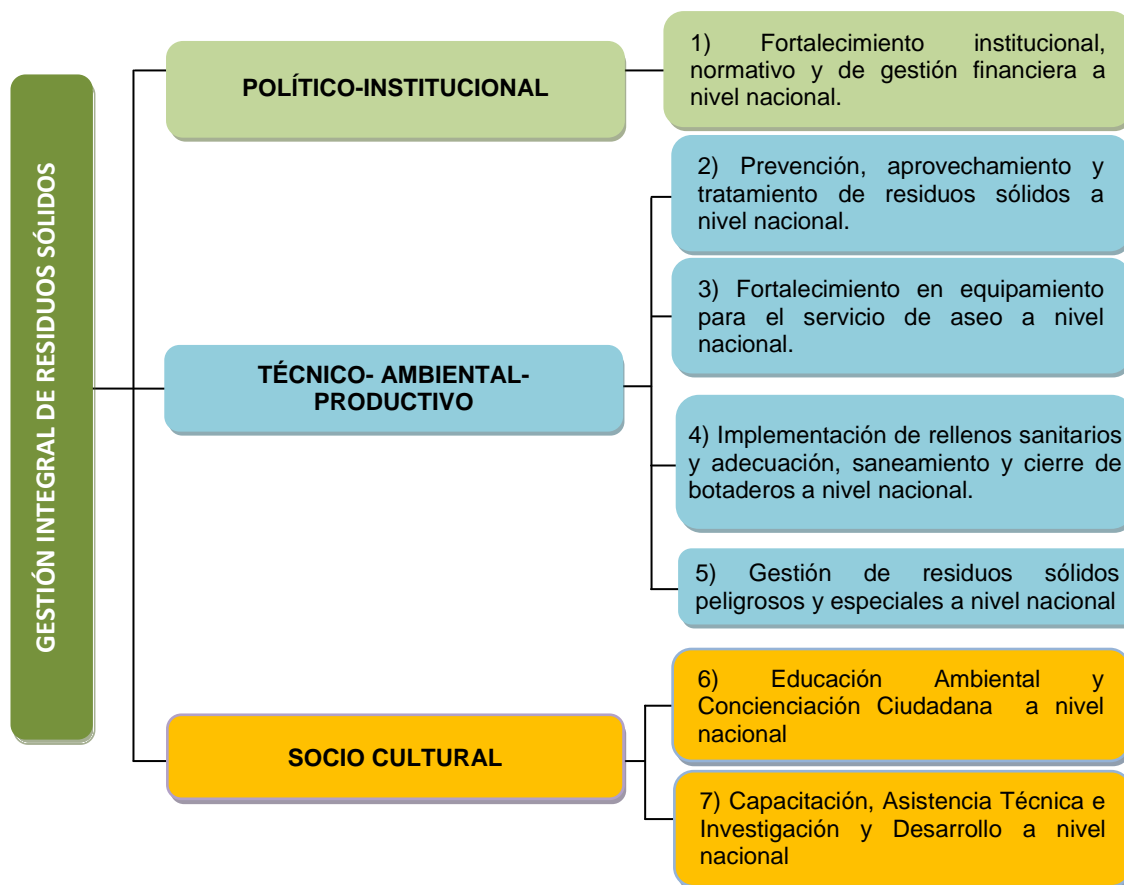 GESTIÓN INTEGRAL DE RESIDUOS SÓLIDOS
POLÍTICO-INSTITUCIONAL
1) Fortalecimiento institucional,
normativo y de gestión financiera a
nivel nacional.
TÉCNICO- AMBIENTAL-
PRODUCTIVO
2) Prevención, aprovechamiento y
tratamiento de residuos sólidos a
nivel nacional.
3) Fortalecimiento en equipamiento
para el servicio de aseo a nivel
nacional.
4) Implementación de rellenos sanitarios
y adecuación, saneamiento y cierre de
botaderos a nivel nacional.
5) Gestión de residuos sólidos
peligrosos y especiales a nivel nacional
SOCIO CULTURAL
6) Educación Ambiental y
Concienciación Ciudadana a nivel
nacional
7) Capacitación, Asistencia Técnica e
Investigación y Desarrollo a nivel
nacional